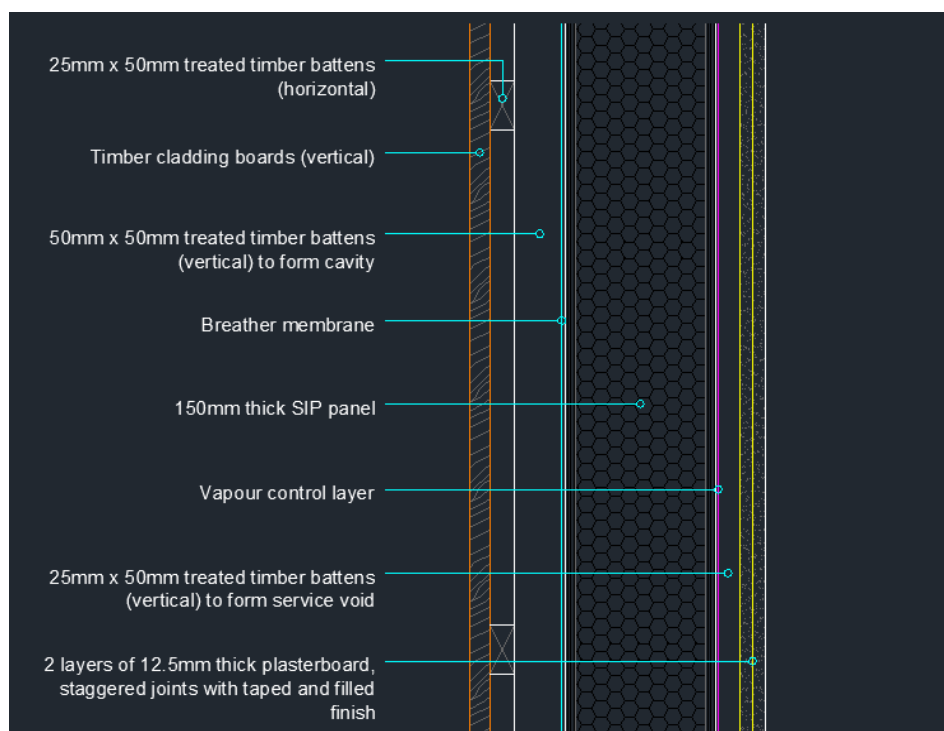 25mm x 50mm treated timber battens
(horizontal)
Timber cladding boards (vertical)
50mm x 50mm treated timber battens
(vertical) to form cavity
Breather membrane
150mm thick SIP panel
Vapour control layer
25mm x 50mm treated timber battens
(vertical) to form service void
2 layers of 12.5mm thick plasterboard,
staggered joints with taped and filled
finish